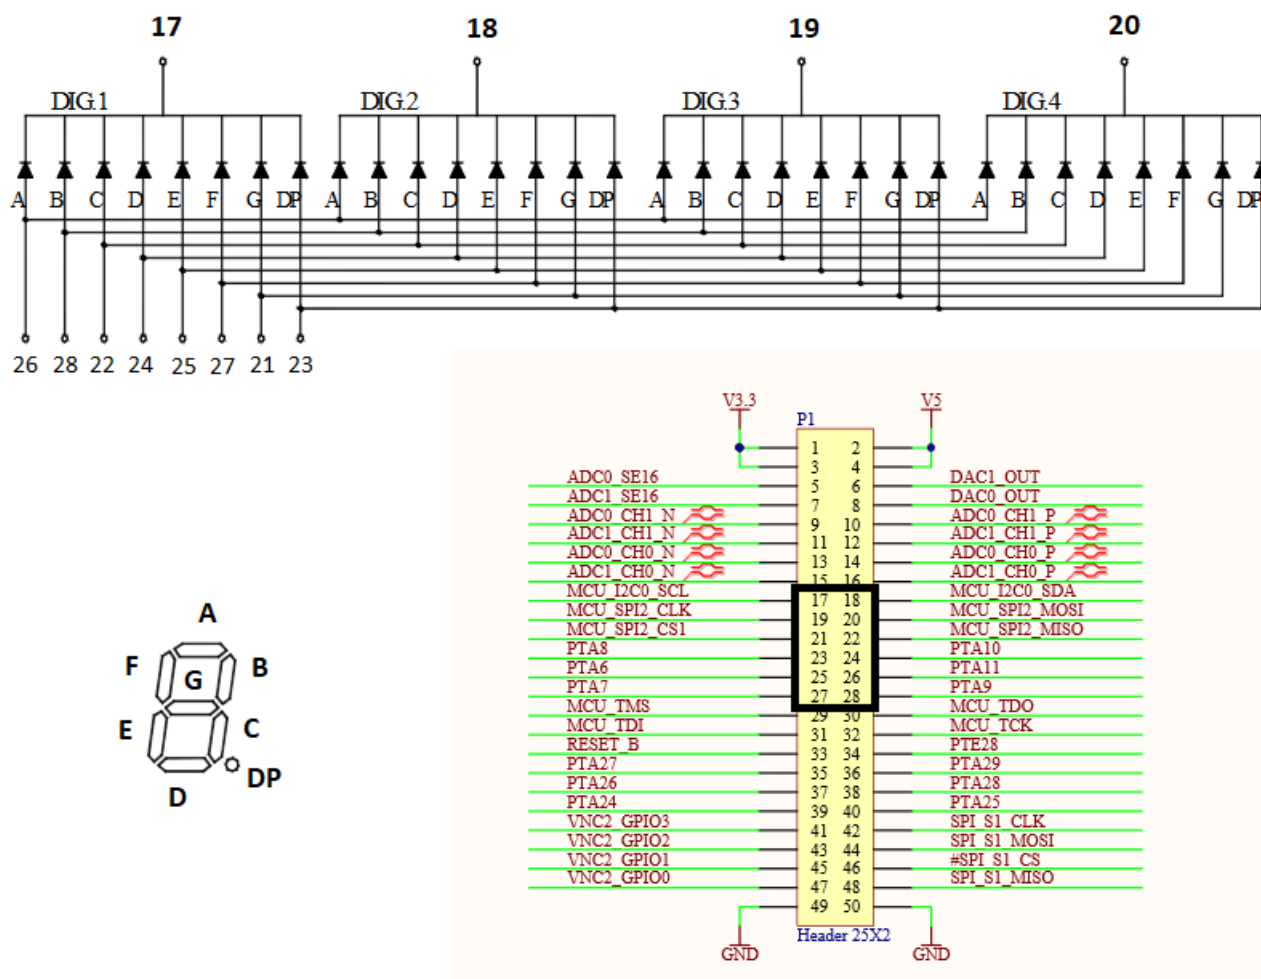 17 18 19 20
DIG.1 DIG.2 DIG.3 DIG.4
A B C D E F G DP A B C D E F G DP A B C D E F G DP A B C D E F G DP
26 28 22 24 25 27 21 23
V3.3 P1 V5
1 2
3 4
ADC0_SE16 5 6 DAC1_OUT
ADC1_SE16 7 8 DAC0_OUT
ADC0_CH1_N 9 10 ADC0_CH1_P
ADC1_CH1_N 11 12 ADC1_CH1_P
ADC0_CH0_N 13 14 ADC0_CH0_P
ADC1_CH0_N 15 16 ADC1_CH0_P
MCU_I2C0_SCL 17 18 MCU_I2C0_SDA
MCU_SPI2_CLK 19 20 MCU_SPI2_MOSI
MCU_SPI2_CS1 21 22 MCU_SPI2_MISO
PTA8 23 24 PTA10
PTA6 25 26 PTA11
PTA7 27 28 PTA9
MCU_TMS 29 30 MCU_TDO
MCU_TDI 31 32 MCU_TCK
RESET_B 33 34 PTE28
PTA27 35 36 PTA29
PTA26 37 38 PTA28
PTA24 39 40 PTA25
VNC2_GPIO3 41 42 SPI_S1_CLK
VNC2_GPIO2 43 44 SPI_S1_MOSI
VNC2_GPIO1 45 46 #SPI_S1_CS
VNC2_GPIO0 47 48 SPI_S1_MISO
49 50
GND Header 25X2 GND
A
F G B
E C
D DP